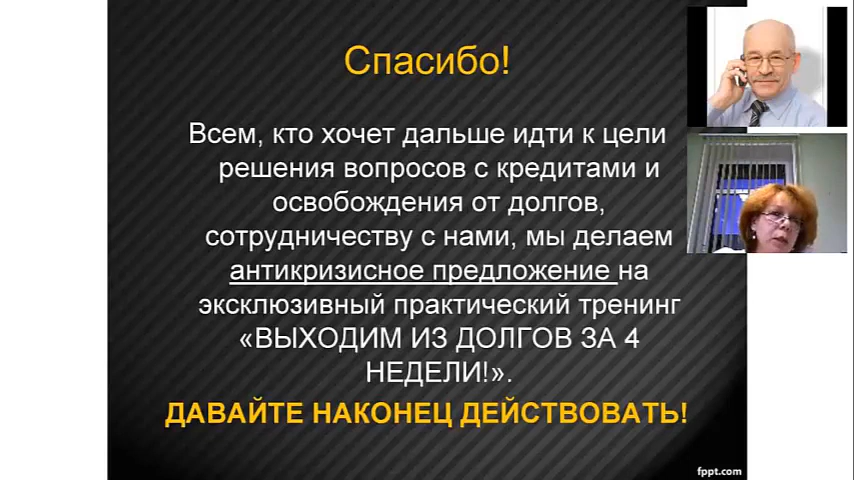 Спасибо!
Всем, кто хочет дальше идти к цели
решения вопросов с кредитами и
освобождения от долгов,
сотрудничеству с нами, мы делаем
антикризисное предложение на
эксклюзивный практический тренинг
«ВЫХОДИМ ИЗ ДОЛГОВ ЗА 4
НЕДЕЛИ!».
ДАВАЙТЕ НАКОНЕЦ ДЕЙСТВОВАТЬ!
fppt.com